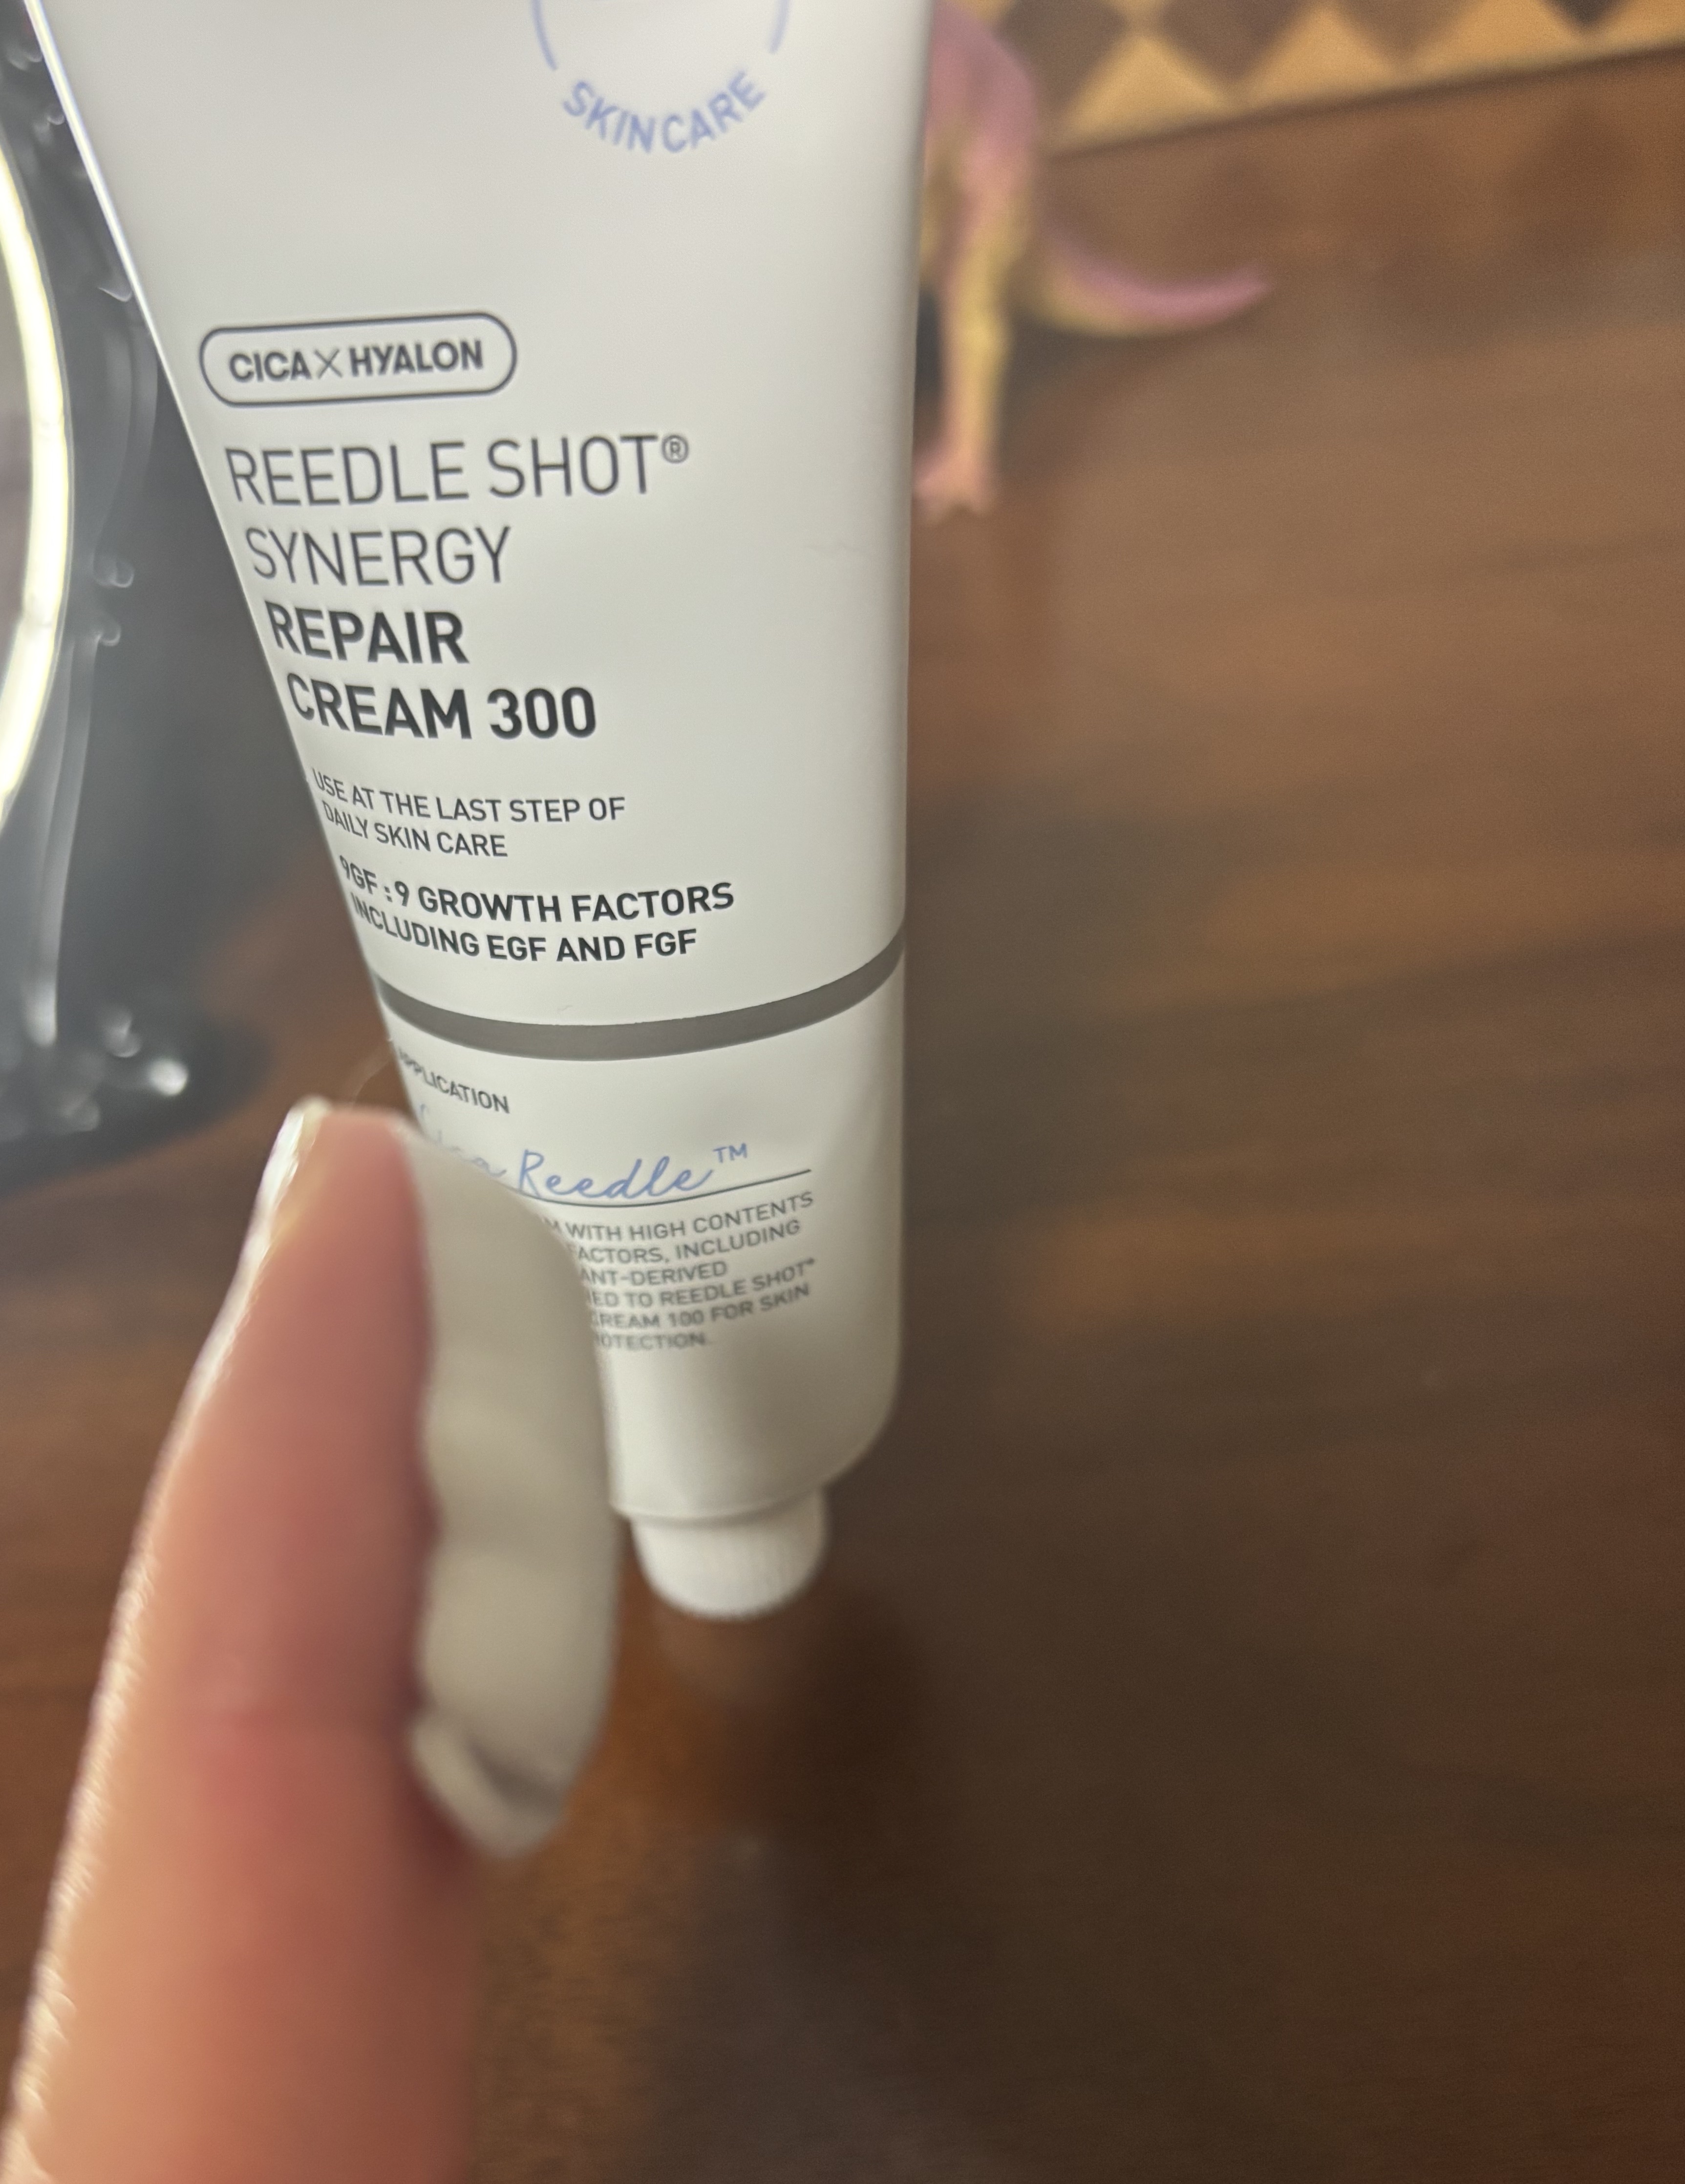 SKINCARE
CICA X HYALON
REEDLE SHOT®
SYNERGY
REPAIR
CREAM 300
USE AT THE LAST STEP OF
DAILY SKIN CARE
9GF : 9 GROWTH FACTORS
INCLUDING EGF AND FGF
APPLICATION
Reedle™
WITH HIGH CONTENTS
ACTORS, INCLUDING
ANT-DERIVED
ED TO REEDLE SHOT®
CREAM 100 FOR SKIN
OTECTION.